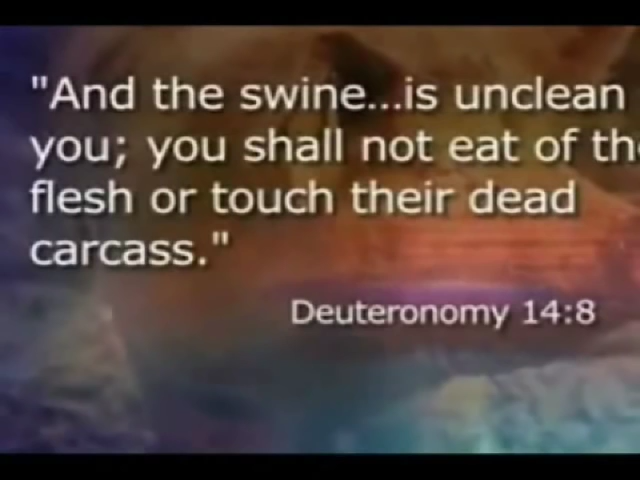 "And the swine...is unclean
you; you shall not eat of th
flesh or touch their dead
carcass."
Deuteronomy 14:8